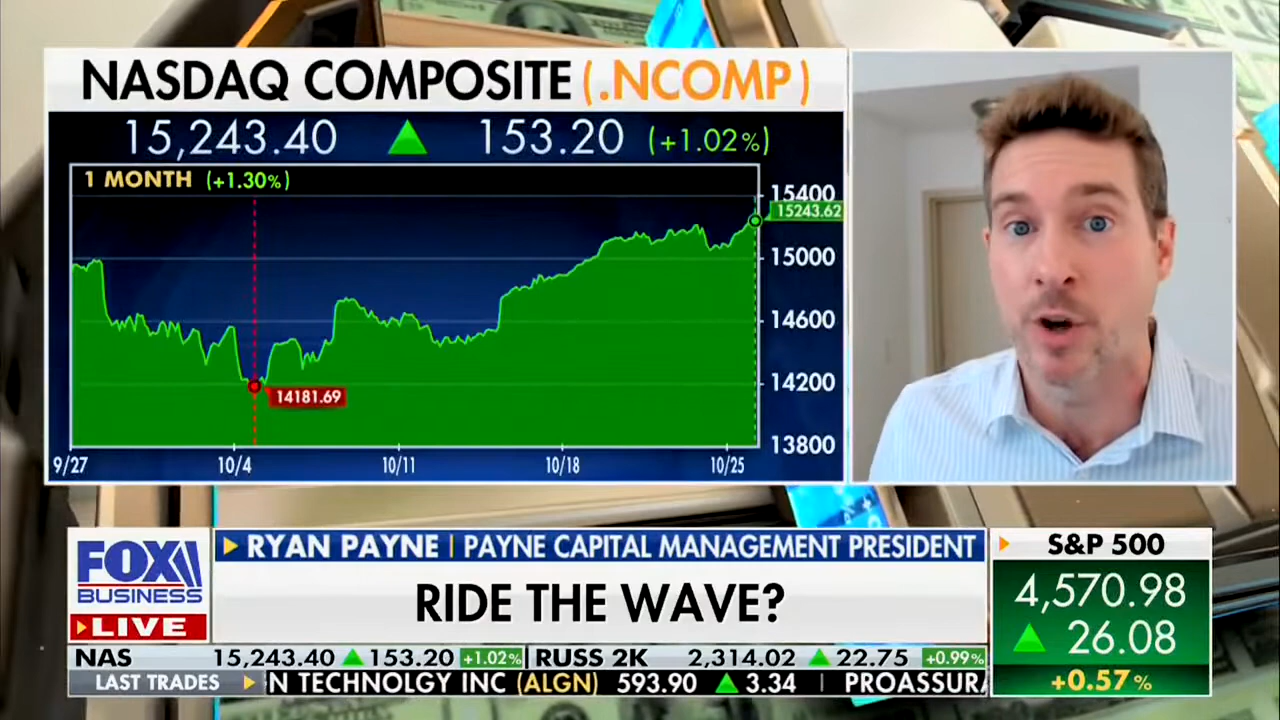 NASDAQ COMPOSITE (.NCOMP)
15,243.40 ▲ 153.20 (+1.02%)
1 MONTH (+1.30%)
15400
15243.62
15000
14600
14200
14181.69
13800
9/27 10/4 10/11 10/18 10/25
FOX
BUSINESS
LIVE
RYAN PAYNE | PAYNE CAPITAL MANAGEMENT PRESIDENT
RIDE THE WAVE?
S&P 500
4,570.98
▲ 26.08
+0.57%
NAS 15,243.40 ▲ 153.20 +1.02% RUSS 2K 2,314.02 ▲ 22.75 +0.99%
LAST TRADES N TECHNOLGY INC (ALGN) 593.90 ▲ 3.34 | PROASSURA